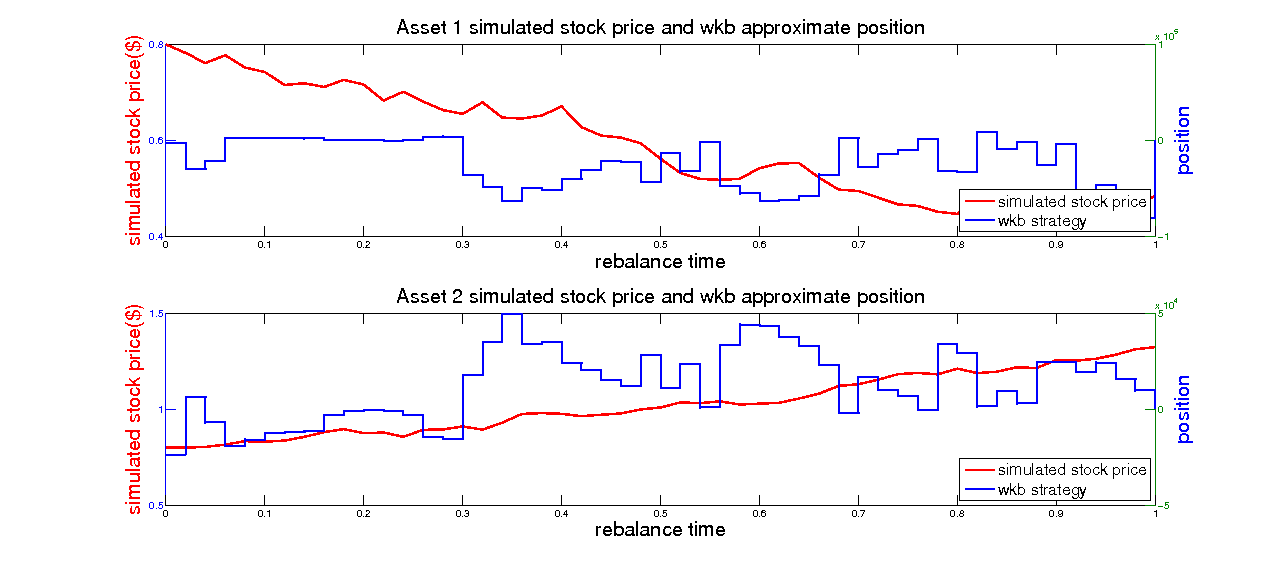 Asset 1 simulated stock price and wkb approximate position
x 10^5
simulated stock price($)
0.8
0.6
0.4
1
0
-1
position
simulated stock price
wkb strategy
0 0.1 0.2 0.3 0.4 0.5 0.6 0.7 0.8 0.9 1
rebalance time
Asset 2 simulated stock price and wkb approximate position
x 10^4
simulated stock price($)
1.5
1
0.5
5
0
-5
position
simulated stock price
wkb strategy
0 0.1 0.2 0.3 0.4 0.5 0.6 0.7 0.8 0.9 1
rebalance time